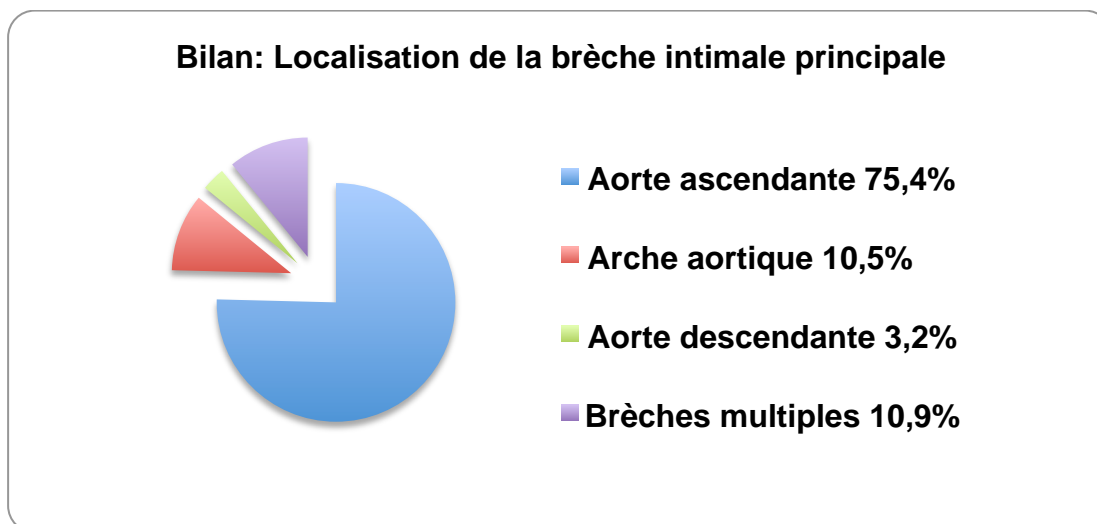 Bilan: Localisation de la brèche intimale principale
Aorte ascendante 75,4%
Arche aortique 10,5%
Aorte descendante 3,2%
Brèches multiples 10,9%